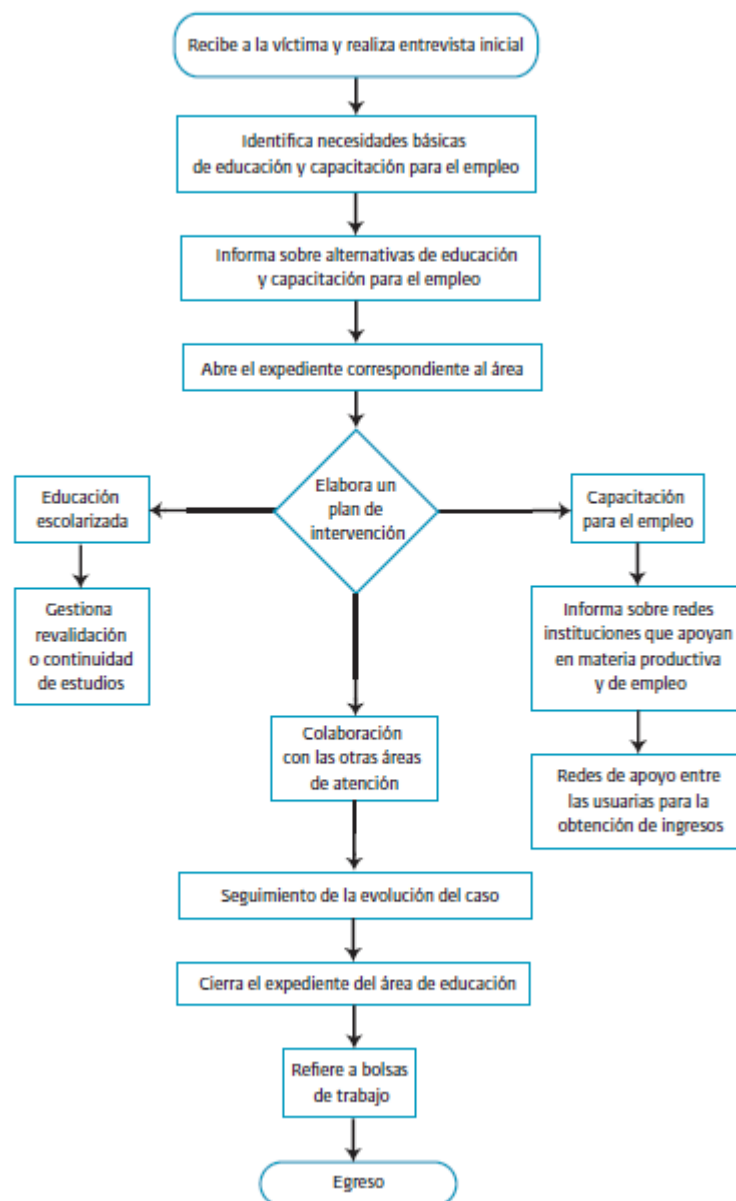 Recibe a la víctima y realiza entrevista inicial
Identifica necesidades básicas
de educación y capacitación para el empleo
Informa sobre alternativas de educación
y capacitación para el empleo
Abre el expediente correspondiente al área
Elabora un
plan de
intervención
Educación
escolarizada
Gestiona
revalidación
o continuidad
de estudios
Capacitación
para el empleo
Informa sobre redes
instituciones que apoyan
en materia productiva
y de empleo
Redes de apoyo entre
las usuarias para la
obtención de ingresos
Colaboración
con las otras áreas
de atención
Seguimiento de la evolución del caso
Cierra el expediente del área de educación
Refiere a bolsas
de trabajo
Egreso